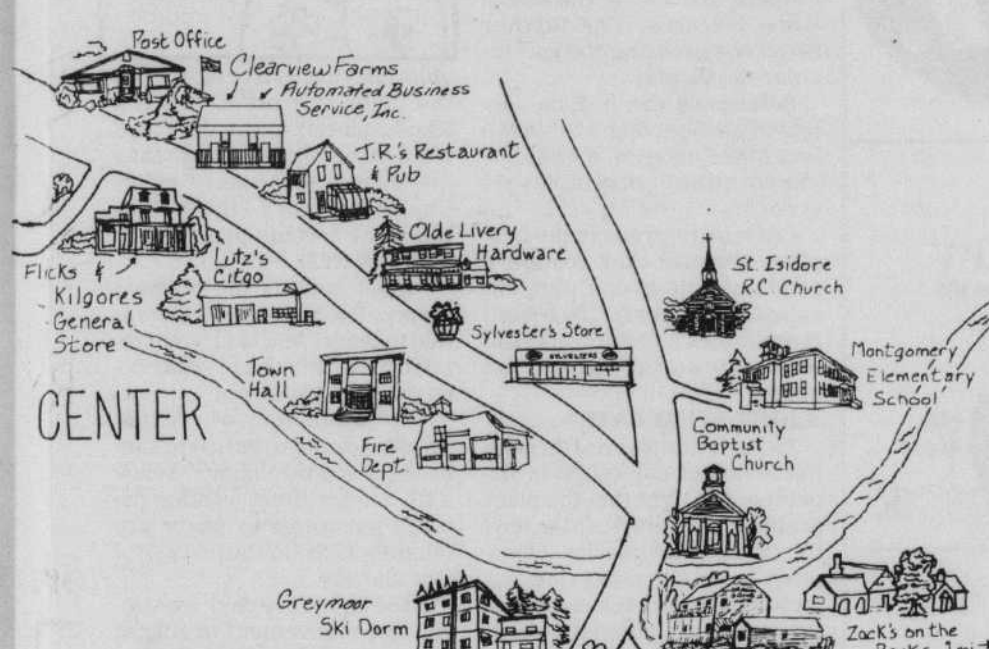 Post Office
Clearview Farms
Automated Business
Service, Inc.
J.R.'s Restaurant
& Pub
Olde Livery
Hardware
Flicks &
Kilgores
General
Store
Lutz's
Citgo
St. Isidore
R.C. Church
Sylvester's Store
SYLVESTERS
Montgomery
Elementary
School
Town
Hall
CENTER
Fire
Dept.
Community
Baptist
Church
Greymoor
Ski Dorm
Zack's on the